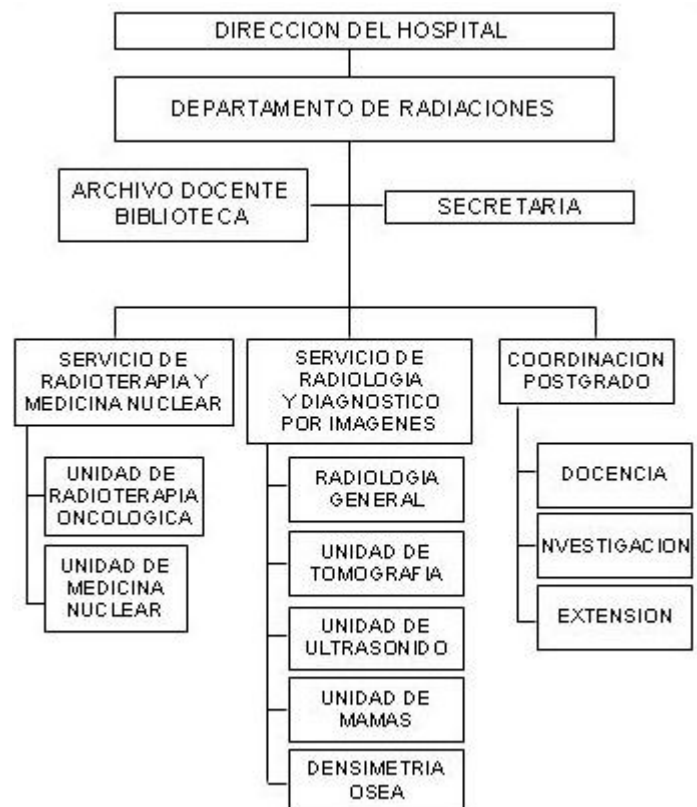 DIRECCION DEL HOSPITAL
DEPARTAMENTO DE RADIACIONES
ARCHIVO DOCENTE
BIBLIOTECA
SECRETARIA
SERVICIO DE
RADIOTERAPIA Y
MEDICINA NUCLEAR
UNIDAD DE
RADIOTERAPIA
ONCOLOGICA
UNIDAD DE
MEDICINA
NUCLEAR
SERVICIO DE
RADIOLOGIA
Y DIAGNOSTICO
POR IMAGENES
RADIOLOGIA
GENERAL
UNIDAD DE
TOMOGRAFIA
UNIDAD DE
ULTRASONIDO
UNIDAD DE
MAMAS
DENSIMETRIA
OSEA
COORDINACION
POSTGRADO
DOCENCIA
NVESTIGACION
EXTENSION